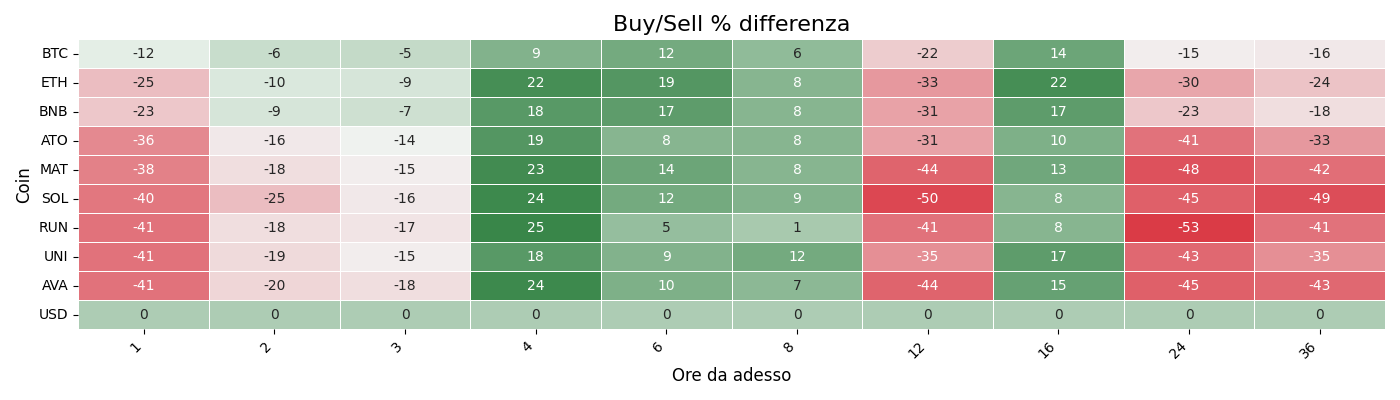 Buy/Sell % differenza
BTC -12 -6 -5 9 12 6 -22 14 -15 -16
ETH -25 -10 -9 22 19 8 -33 22 -30 -24
BNB -23 -9 -7 18 17 8 -31 17 -23 -18
ATO -36 -16 -14 19 8 8 -31 10 -41 -33
MAT -38 -18 -15 23 14 8 -44 13 -48 -42
SOL -40 -25 -16 24 12 9 -50 8 -45 -49
RUN -41 -18 -17 25 5 1 -41 8 -53 -41
UNI -41 -19 -15 18 9 12 -35 17 -43 -35
AVA -41 -20 -18 24 10 7 -44 15 -45 -43
USD 0 0 0 0 0 0 0 0 0 0
Coin
1 2 3 4 6 8 12 16 24 36
Ore da adesso